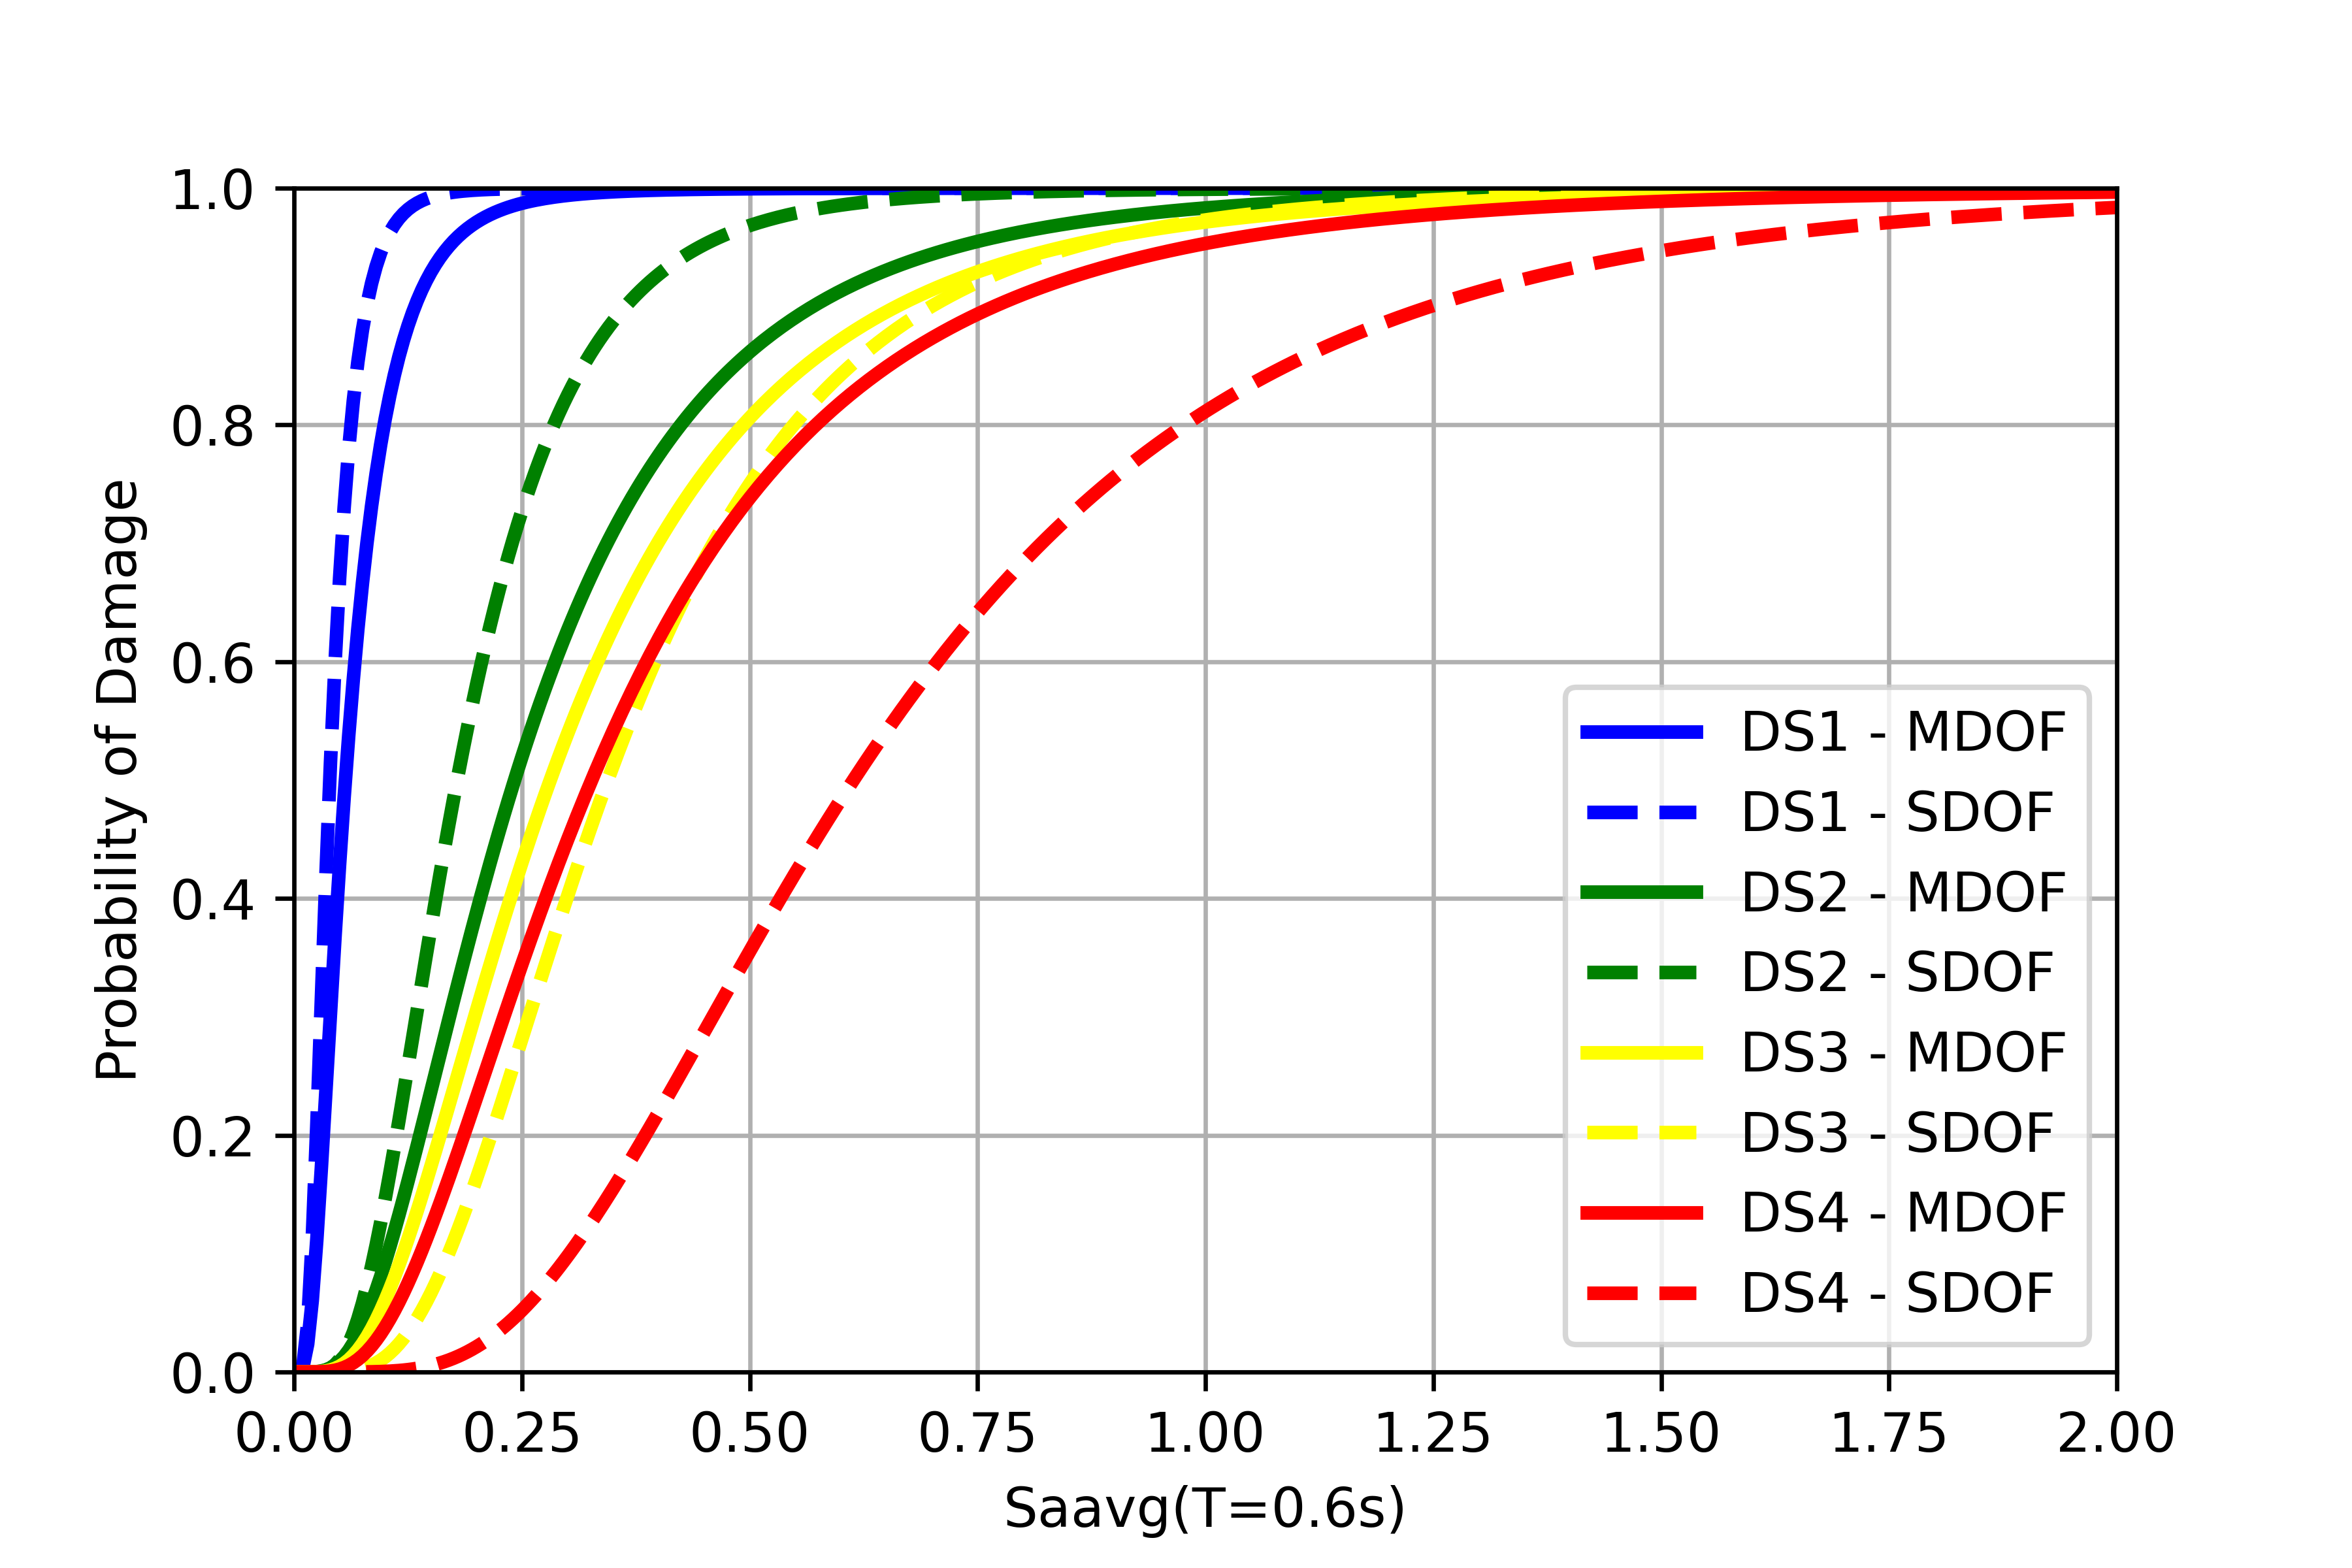 Probability of Damage
1.0
0.8
0.6
0.4
0.2
0.0
0.00 0.25 0.50 0.75 1.00 1.25 1.50 1.75 2.00
Saavg(T=0.6s)
DS1 - MDOF
DS1 - SDOF
DS2 - MDOF
DS2 - SDOF
DS3 - MDOF
DS3 - SDOF
DS4 - MDOF
DS4 - SDOF